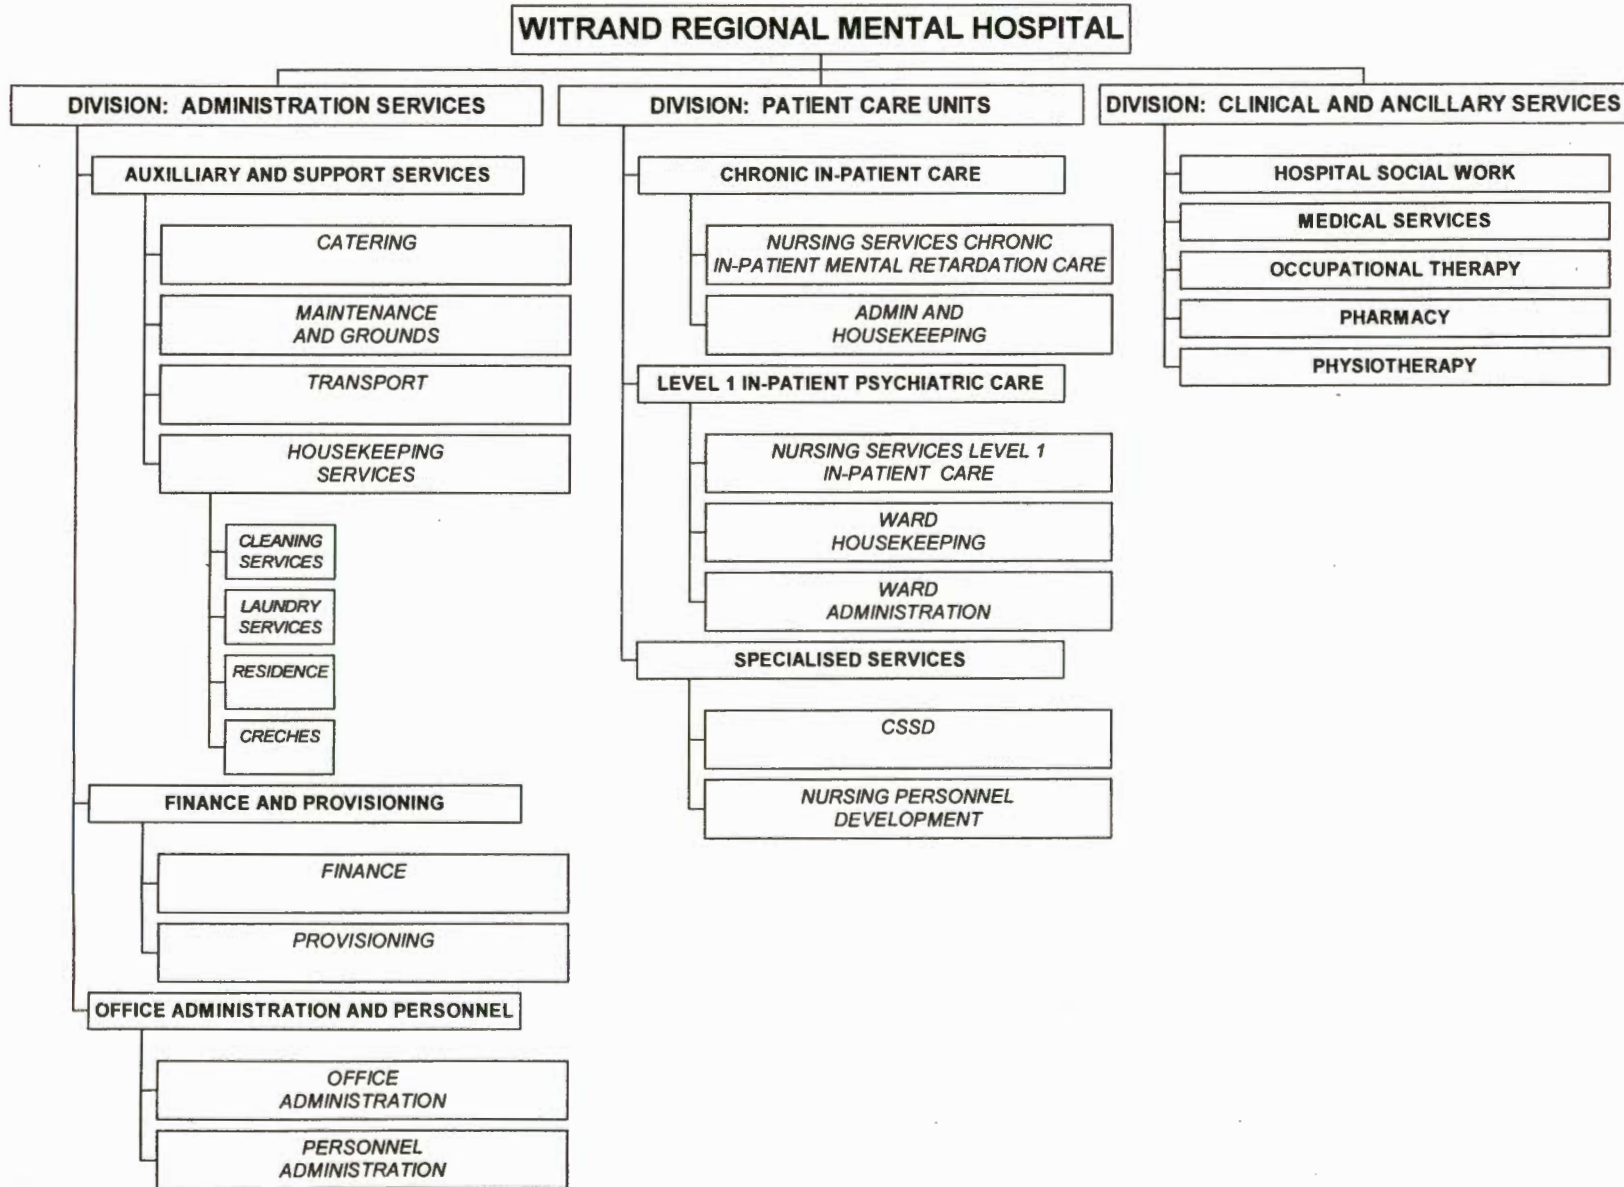 WITRAND REGIONAL MENTAL HOSPITAL
DIVISION: ADMINISTRATION SERVICES
AUXILLIARY AND SUPPORT SERVICES
CATERING
MAINTENANCE
AND GROUNDS
TRANSPORT
HOUSEKEEPING
SERVICES
CLEANING
SERVICES
LAUNDRY
SERVICES
RESIDENCE
CRECHES
FINANCE AND PROVISIONING
FINANCE
PROVISIONING
OFFICE ADMINISTRATION AND PERSONNEL
OFFICE
ADMINISTRATION
PERSONNEL
ADMINISTRATION
DIVISION: PATIENT CARE UNITS
CHRONIC IN-PATIENT CARE
NURSING SERVICES CHRONIC
IN-PATIENT MENTAL RETARDATION CARE
ADMIN AND
HOUSEKEEPING
LEVEL 1 IN-PATIENT PSYCHIATRIC CARE
NURSING SERVICES LEVEL 1
IN-PATIENT CARE
WARD
HOUSEKEEPING
WARD
ADMINISTRATION
SPECIALISED SERVICES
CSSD
NURSING PERSONNEL
DEVELOPMENT
DIVISION: CLINICAL AND ANCILLARY SERVICES
HOSPITAL SOCIAL WORK
MEDICAL SERVICES
OCCUPATIONAL THERAPY
PHARMACY
PHYSIOTHERAPY